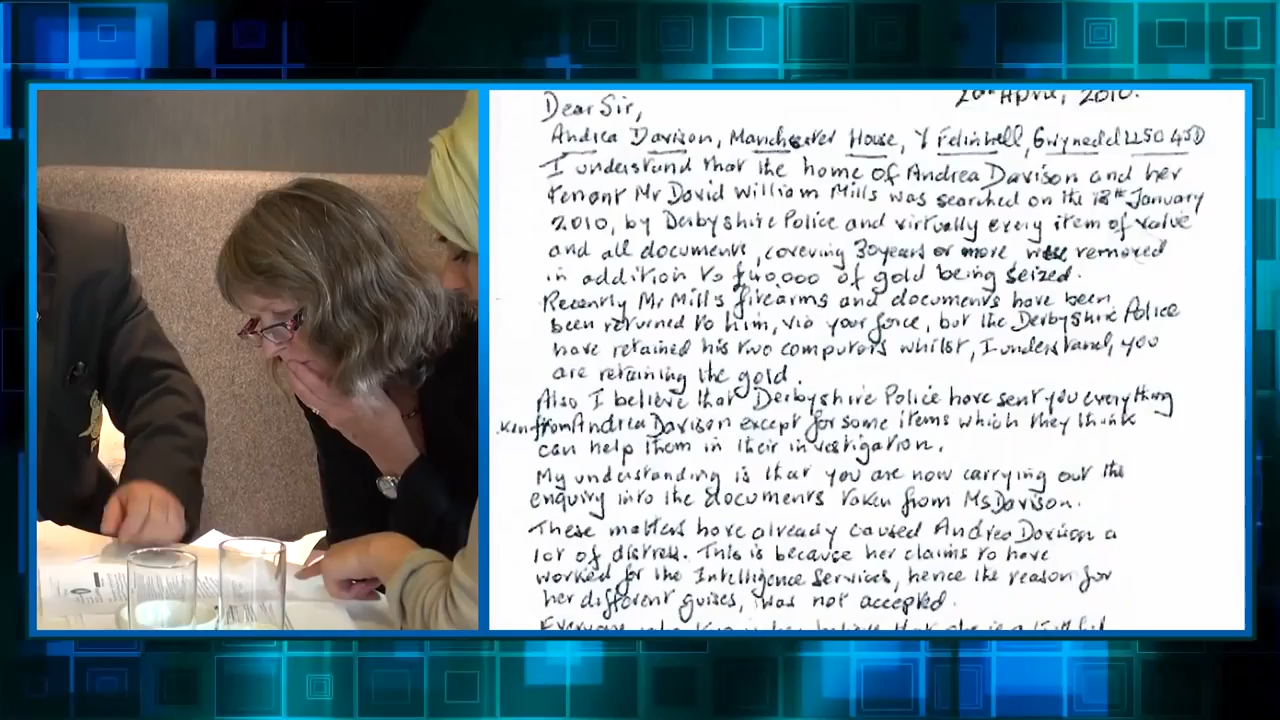 20th April, 2010.
Dear Sir,
Andrea Davison, Manchester House, Y Felinhell, Gwynedd LL50 4JD
I understand that the home of Andrea Davison and her
tenant Mr David William Mills was searched on the 13th January
2010, by Derbyshire Police and virtually every item of value
and all documents, covering 30 years or more were removed
in addition to £40,000 of gold being seized.
Recently Mr Mills firearms and documents have been
been returned to him, via your force, but the Derbyshire Police
have retained his two computors whilst, I understand, you
are retaining the gold.
Also I believe that Derbyshire Police have sent you everything
ken from Andrea Davison except for some items which they think
can help them in their investigation.
My understanding is that you are now carrying out the
enquiry into the documents taken from Ms Davison.
These matters have already caused Andrea Davison a
lot of distress. This is because her claims to have
worked for the Intelligence Services, hence the reason for
her different guises, was not accepted.